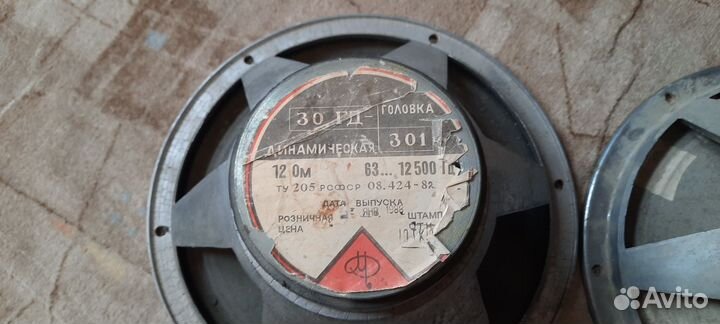 30 ГД- ГОЛОВКА
ДИНАМИЧЕСКАЯ 301
12 Ом 63... 12500 Гц
ТУ 205 РСФСР 08.424-82
ДАТА ВЫПУСКА
РОЗНИЧНАЯ ШТАМП
ЦЕНА ОТК
Avito